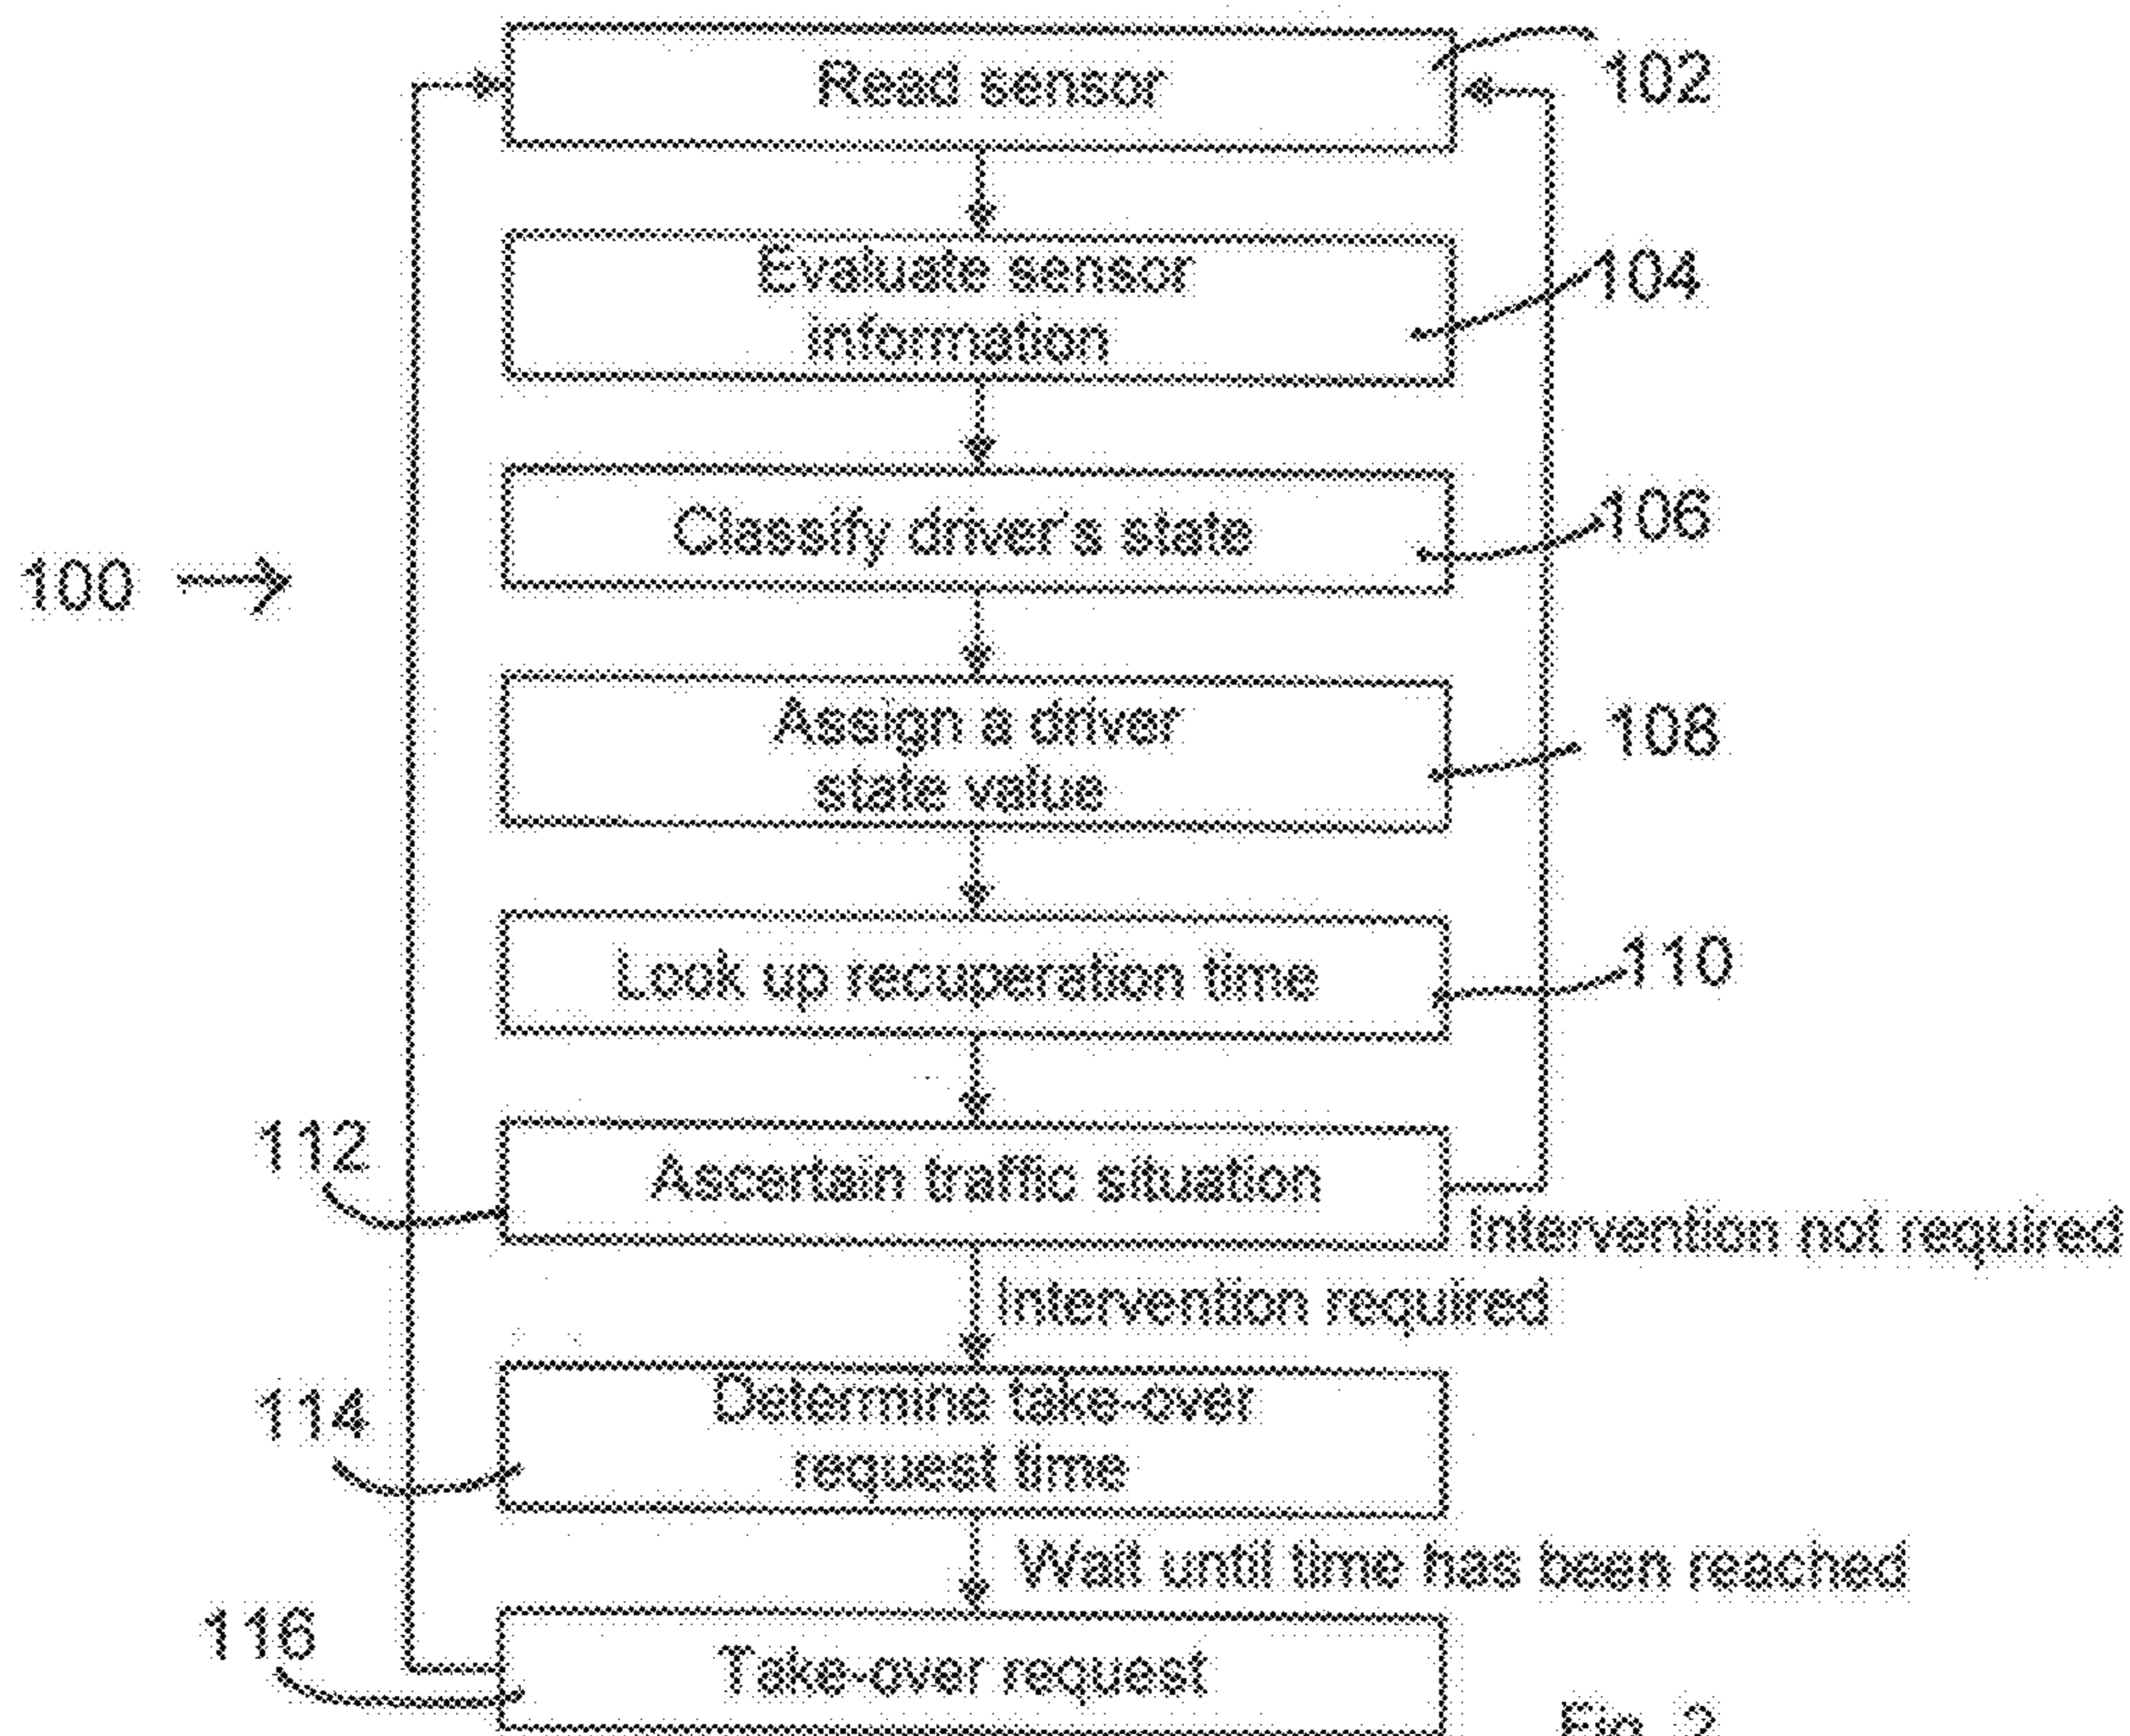 Read sensor
102
Evaluate sensor
information
104
Classify driver's state
106
100
Assign a driver
state value
108
Look up recuperation time
110
112
Ascertain traffic situation
Intervention not required
Intervention required
114
Determine take-over
request time
Wait until time has been reached
116
Take-over request
Fig. 2